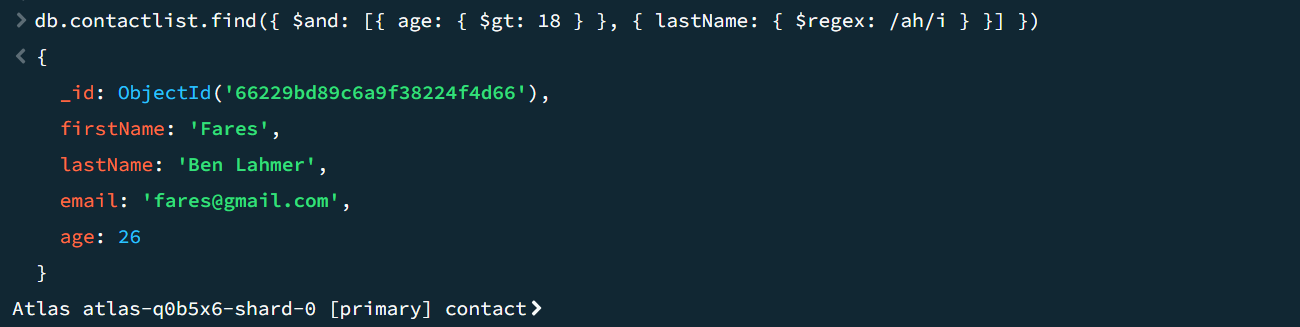 > db.contactlist.find({ $and: [{ age: { $gt: 18 } }, { lastName: { $regex: /ah/i } }] })
< {
_id: ObjectId('66229bd89c6a9f38224f4d66'),
firstName: 'Fares',
lastName: 'Ben Lahmer',
email: 'fares@gmail.com',
age: 26
}
Atlas atlas-q0b5x6-shard-0 [primary] contact>